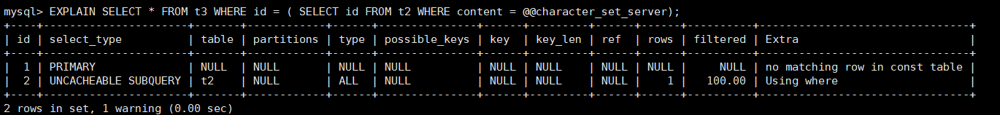 mysql> EXPLAIN SELECT * FROM t3 WHERE id = ( SELECT id FROM t2 WHERE content = @@character_set_server);
+----+----------------------+-------+------------+------+---------------+------+---------+------+------+----------+--------------------------------+
| id | select_type          | table | partitions | type | possible_keys | key  | key_len | ref  | rows | filtered | Extra                          |
+----+----------------------+-------+------------+------+---------------+------+---------+------+------+----------+--------------------------------+
|  1 | PRIMARY              | NULL  | NULL       | NULL | NULL          | NULL | NULL    | NULL | NULL |     NULL | no matching row in const table |
|  2 | UNCACHEABLE SUBQUERY | t2    | NULL       | ALL  | NULL          | NULL | NULL    | NULL |    1 |   100.00 | Using where                    |
+----+----------------------+-------+------------+------+---------------+------+---------+------+------+----------+--------------------------------+
2 rows in set, 1 warning (0.00 sec)